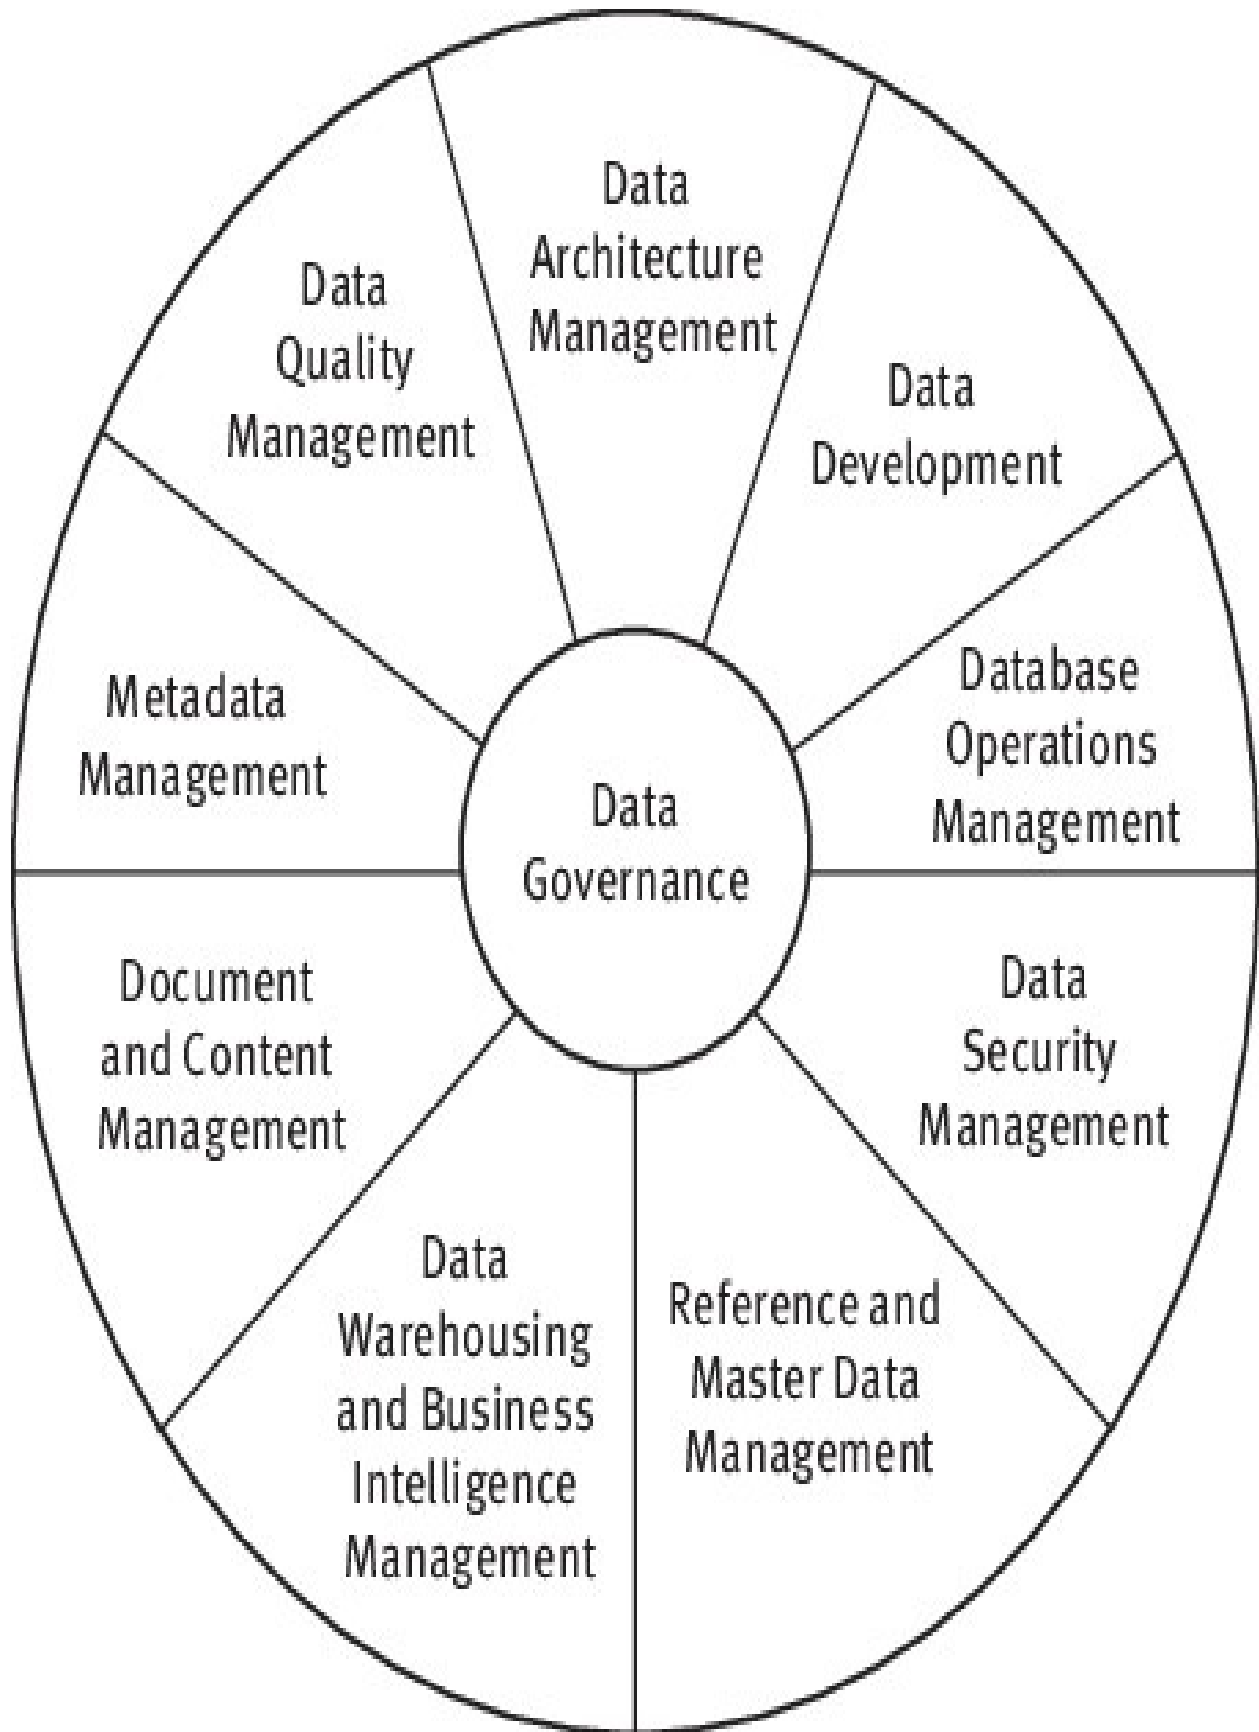 Data
Architecture
Management
Data
Development
Database
Operations
Management
Data
Security
Management
Reference and
Master Data
Management
Data
Warehousing
and Business
Intelligence
Management
Document
and Content
Management
Metadata
Management
Data
Quality
Management
Data
Governance